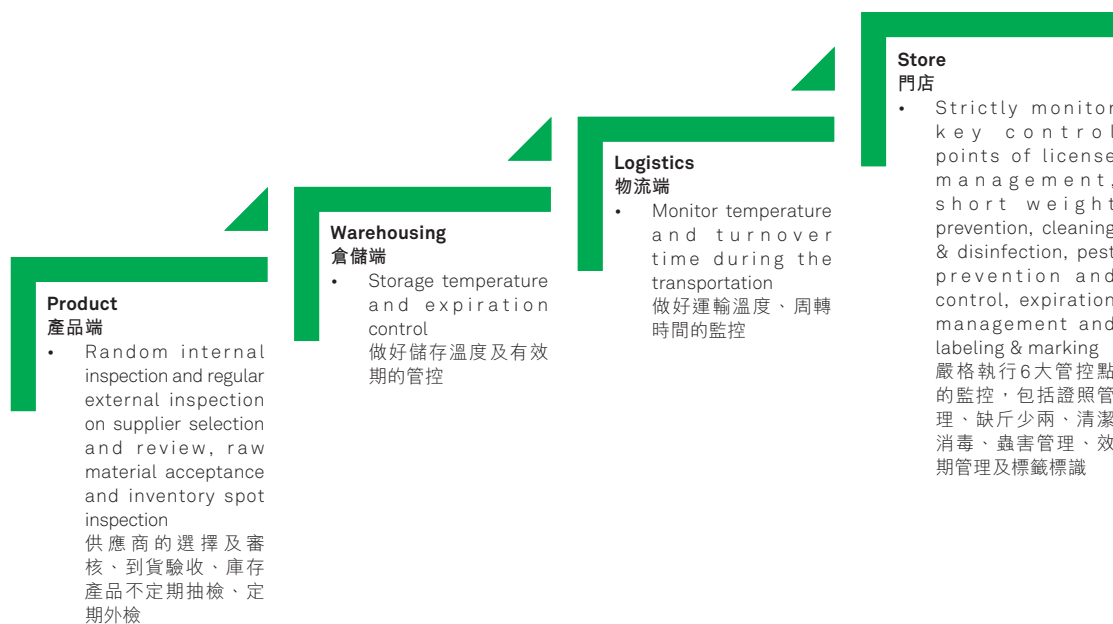 Product
產品端
• Random internal
inspection and regular
external inspection
on supplier selection
and review, raw
material acceptance
and inventory spot
inspection
供應商的選擇及審
核、到貨驗收、庫存
產品不定期抽檢、定
期外檢
Warehousing
倉儲端
• Storage temperature
and expiration
control
做好儲存溫度及有效
期的管控
Logistics
物流端
• Monitor temperature
and turnover
time during the
transportation
做好運輸溫度、周轉
時間的監控
Store
門店
• Strictly monitor
key control
points of license
management,
short weight
prevention, cleaning
& disinfection, pest
prevention and
control, expiration
management and
labeling & marking
嚴格執行6大管控點
的監控，包括證照管
理、缺斤少兩、清潔
消毒、蟲害管理、效
期管理及標籤標識